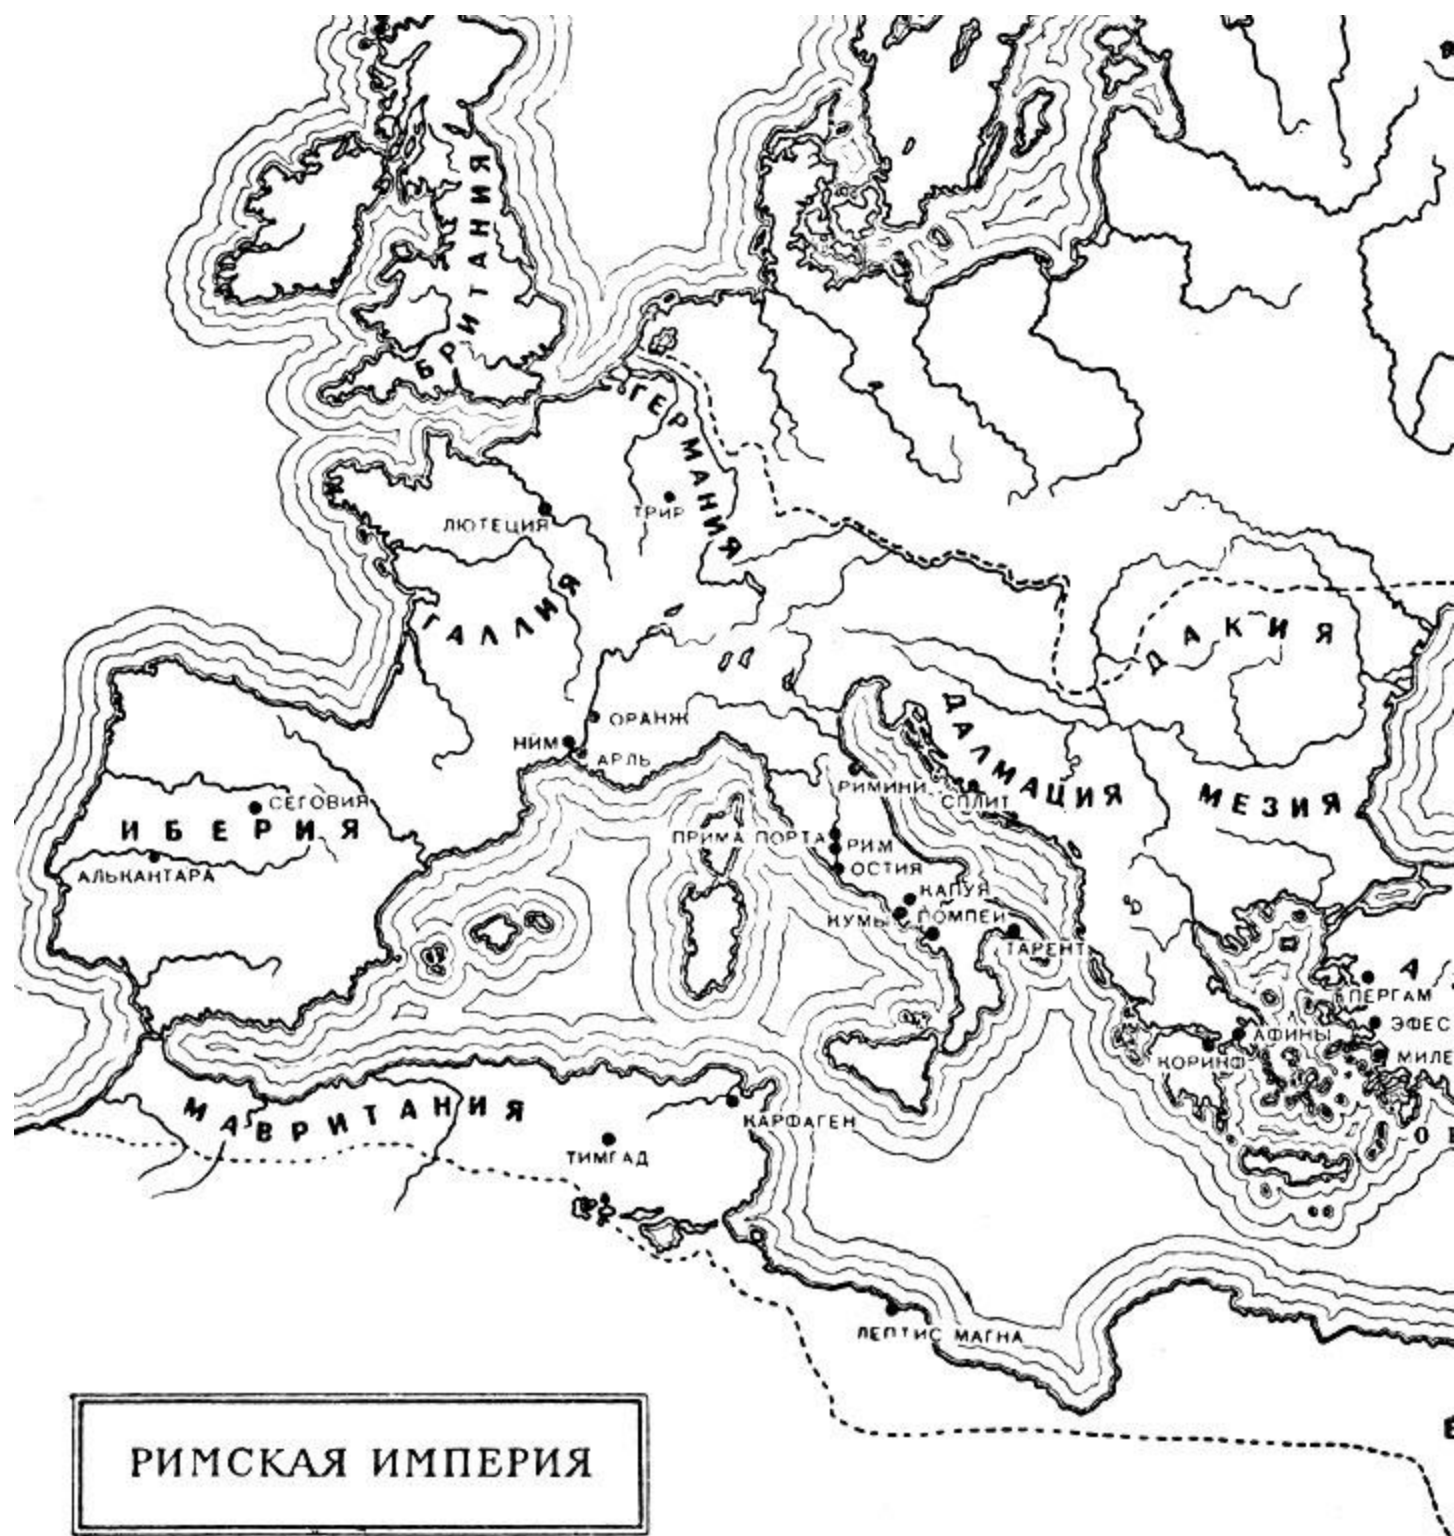 БРИТАНИЯ
ГЕРМАНИЯ
ТРИР
ЛЮТЕЦИЯ
ГАЛЛИЯ
ДАКИЯ
ОРАНЖ
НИМ
АРЛЬ
ДАЛМАЦИЯ
РИМИНИ
СПЛИТ
МЕЗИЯ
СЕГОВИЯ
ИБЕРИЯ
АЛЬКАНТАРА
ПРИМА ПОРТА
РИМ
ОСТИЯ
КАПУЯ
КУМЫ
ПОМПЕИ
ТАРЕНТ
А
ПЕРГАМ
ЭФЕС
АФИНЫ
КОРИНФ
МИЛЕ
МАВРИТАНИЯ
КАРФАГЕН
ТИМГАД
ЛЕПТИС МАГНА
РИМСКАЯ ИМПЕРИЯ